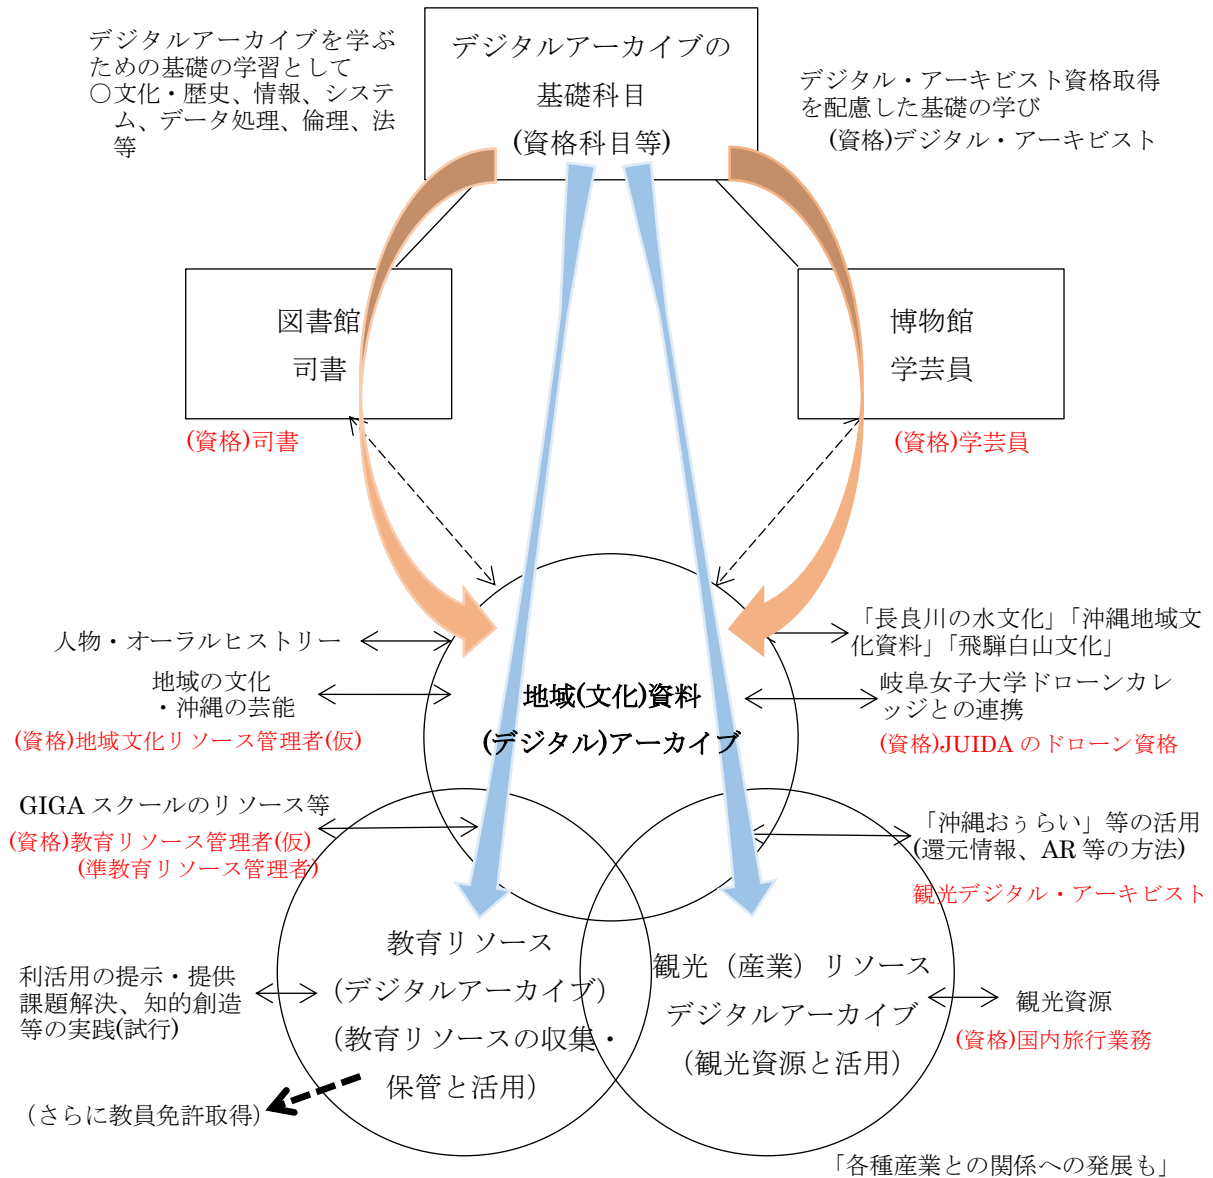 デジタルアーカイブを学ぶ
ための基礎の学習として
○文化・歴史、情報、システ
ム、データ処理、倫理、法
等
デジタルアーカイブの
基礎科目
(資格科目等)
デジタル・アーキビスト資格取得
を配慮した基礎の学び
(資格)デジタル・アーキビスト
図書館
司書
(資格)司書
博物館
学芸員
(資格)学芸員
人物・オーラルヒストリー
地域の文化
・沖縄の芸能
(資格)地域文化リソース管理者(仮)
地域(文化)資料
(デジタル)アーカイブ
「長良川の水文化」「沖縄地域文
化資料」「飛騨白山文化」
岐阜女子大学ドローンカレ
ッジとの連携
(資格)JUIDA のドローン資格
GIGA スクールのリソース等
(資格)教育リソース管理者(仮)
(準教育リソース管理者)
「沖縄おぅらい」等の活用
(還元情報、AR 等の方法)
観光デジタル・アーキビスト
教育リソース
（デジタルアーカイブ）
（教育リソースの収集・
保管と活用）
観光（産業）リソース
デジタルアーカイブ
（観光資源と活用）
利活用の提示・提供
課題解決、知的創造
等の実践(試行)
観光資源
(資格)国内旅行業務
（さらに教員免許取得）
「各種産業との関係への発展も」